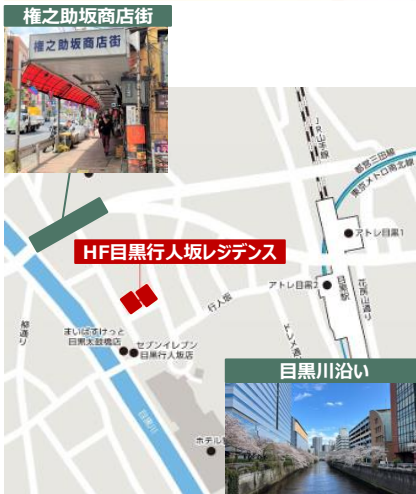 権之助坂商店街
権之助坂商店街
JR山手線
都営三田線
東京メトロ南北線
アトレ目黒1
HF目黒行人坂レジデンス
アトレ目黒2
目黒駅
花房山通り
行人坂
柳通り
まいばすけっと
目黒太鼓橋店
セブンイレブン
目黒行人坂店
ドレメ通
目黒川沿い
目黒川
ホテル